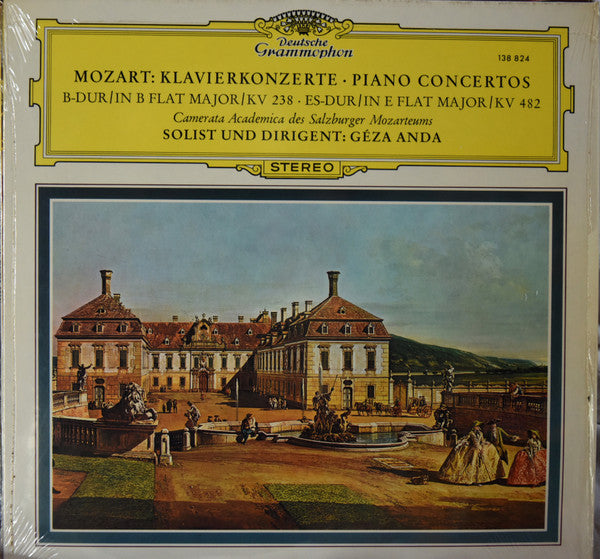 Deutsche
Grammophon
138 824
MOZART: KLAVIERKONZERTE · PIANO CONCERTOS
B-DUR/IN B FLAT MAJOR/KV 238 · ES-DUR/IN E FLAT MAJOR/KV 482
Camerata Academica des Salzburger Mozarteums
SOLIST UND DIRIGENT: GÉZA ANDA
STEREO